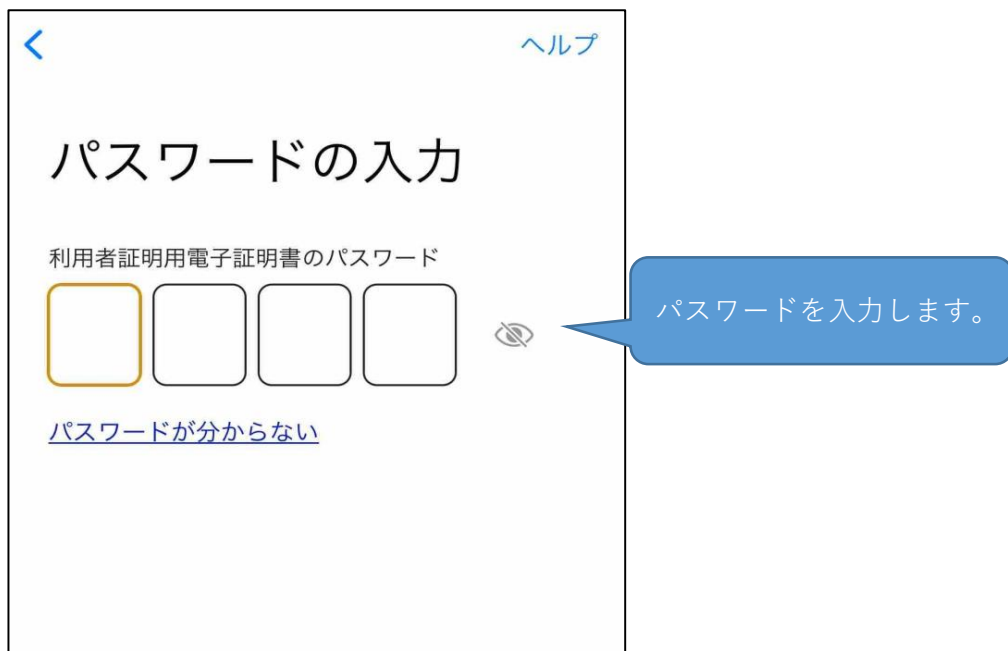 ヘルプ
パスワードの入力
利用者証明用電子証明書のパスワード
パスワードを入力します。
パスワードが分からない